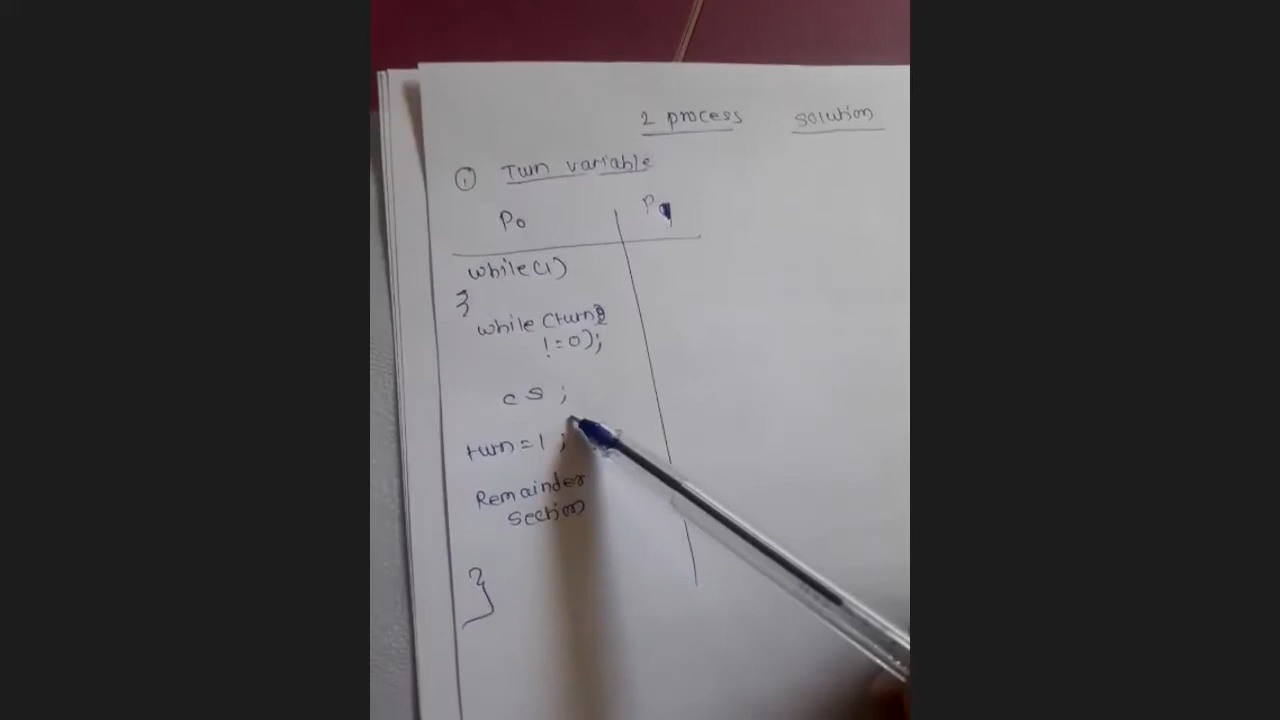 2 process solution
① Turn variable
P0 P1
while(1)
}
while (turn
!=0);
cs ;
turn=1 ;
Remainder
section
}